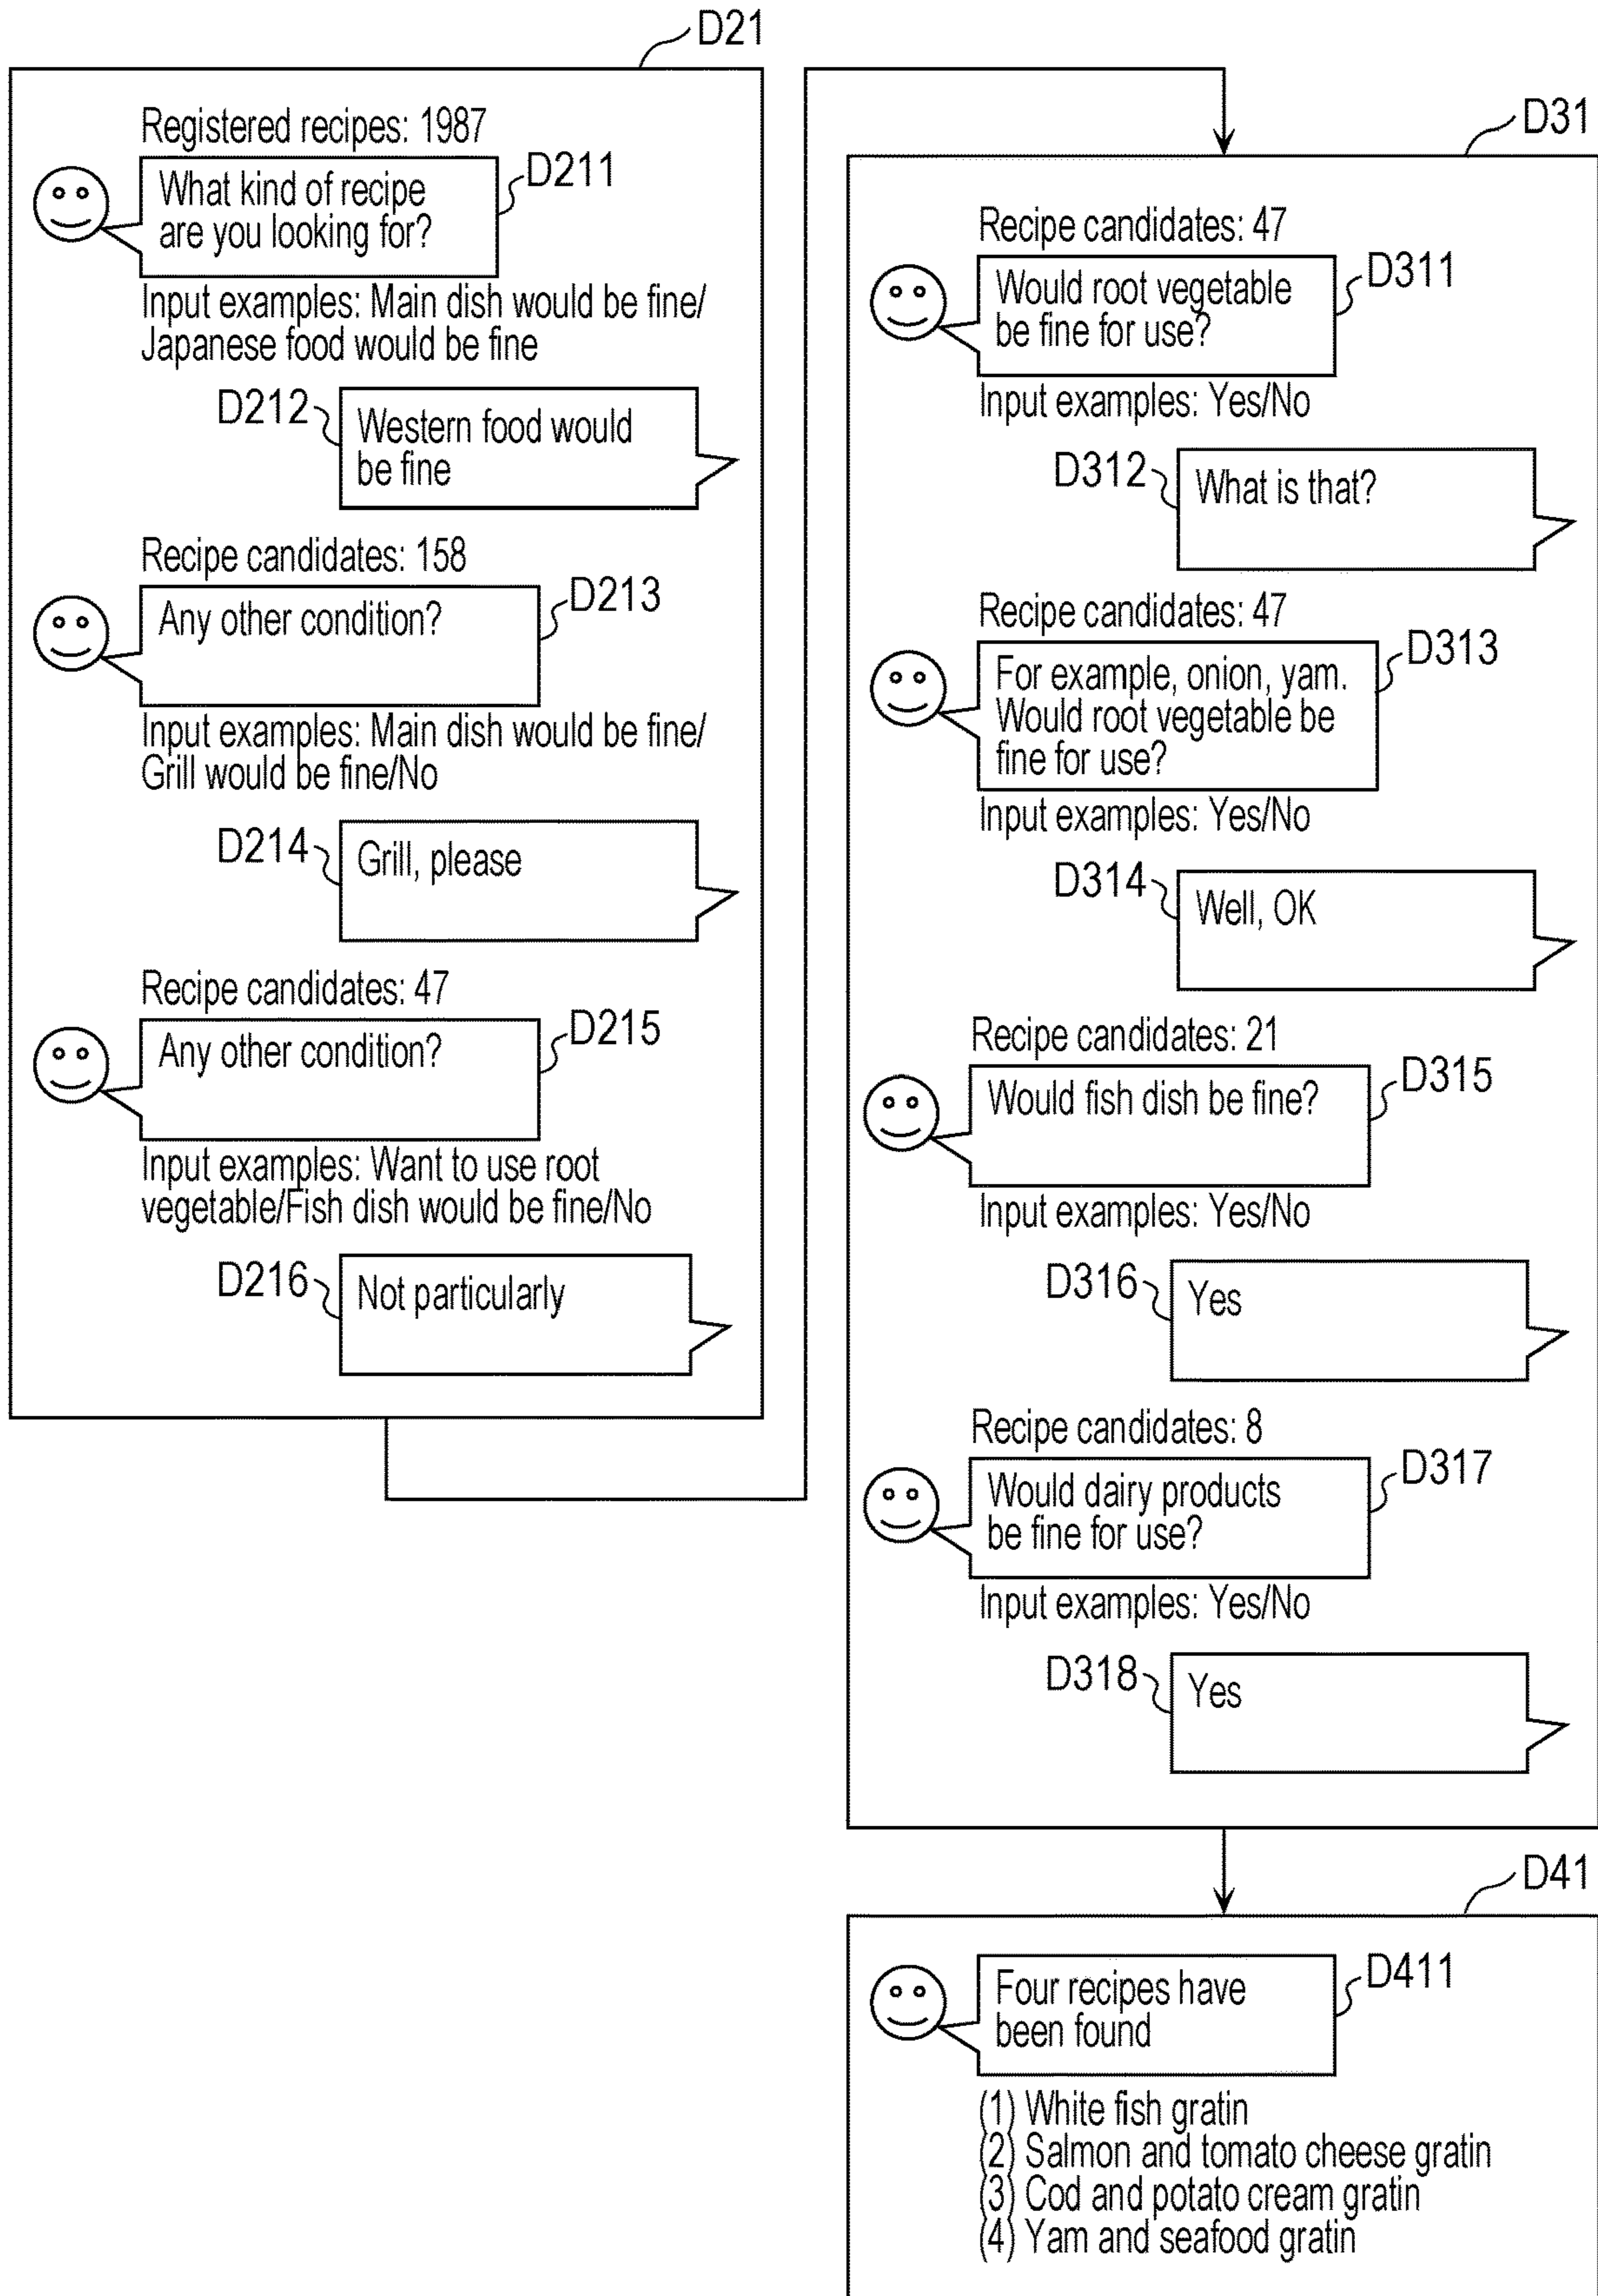 D21
Registered recipes: 1987
What kind of recipe
are you looking for?
D211
Input examples: Main dish would be fine/
Japanese food would be fine
D212
Western food would
be fine
Recipe candidates: 158
Any other condition?
D213
Input examples: Main dish would be fine/
Grill would be fine/No
D214
Grill, please
Recipe candidates: 47
Any other condition?
D215
Input examples: Want to use root
vegetable/Fish dish would be fine/No
D216
Not particularly
D31
Recipe candidates: 47
Would root vegetable
be fine for use?
D311
Input examples: Yes/No
D312
What is that?
Recipe candidates: 47
For example, onion, yam.
Would root vegetable be
fine for use?
D313
Input examples: Yes/No
D314
Well, OK
Recipe candidates: 21
Would fish dish be fine?
D315
Input examples: Yes/No
D316
Yes
Recipe candidates: 8
Would dairy products
be fine for use?
D317
Input examples: Yes/No
D318
Yes
D41
Four recipes have
been found
D411
(1) White fish gratin
(2) Salmon and tomato cheese gratin
(3) Cod and potato cream gratin
(4) Yam and seafood gratin